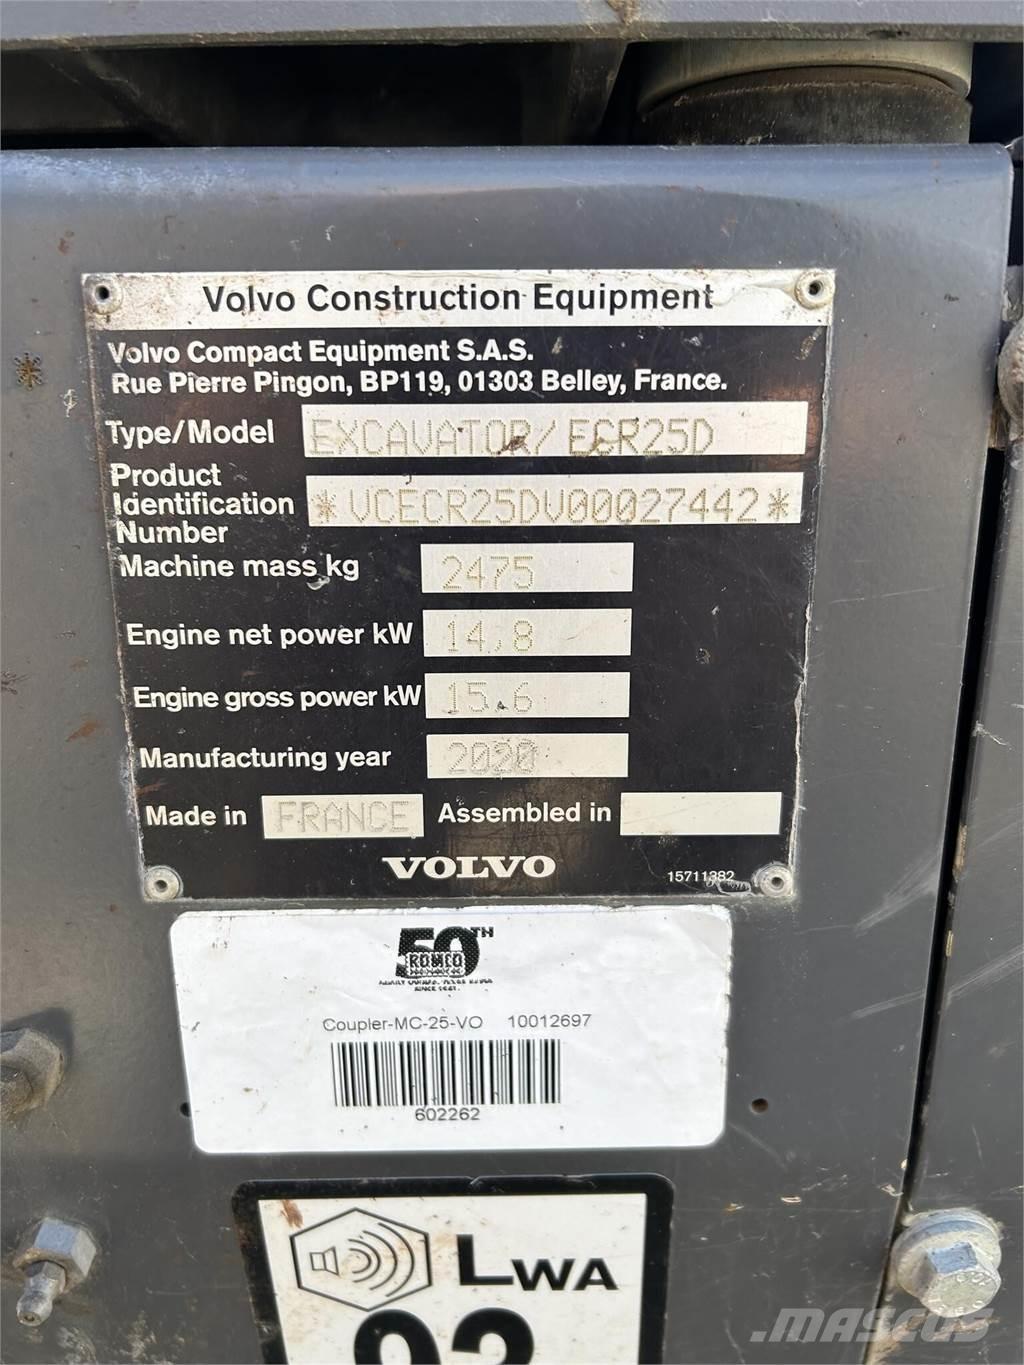 Volvo Construction Equipment
Volvo Compact Equipment S.A.S.
Rue Pierre Pingon, BP119, 01303 Belley, France.
Type/Model EXCAVATOR/ECR25D
Product
Identification
Number *VCECR25DV00027442*
Machine mass kg 2475
Engine net power kW 14,8
Engine gross power kW 15.6
Manufacturing year 2020
Made in FRANCE Assembled in
VOLVO 15711382
50TH
ROMCO
SINCE 1961.
Coupler-MC-25-VO 10012697
602262
LWA
MASCUS